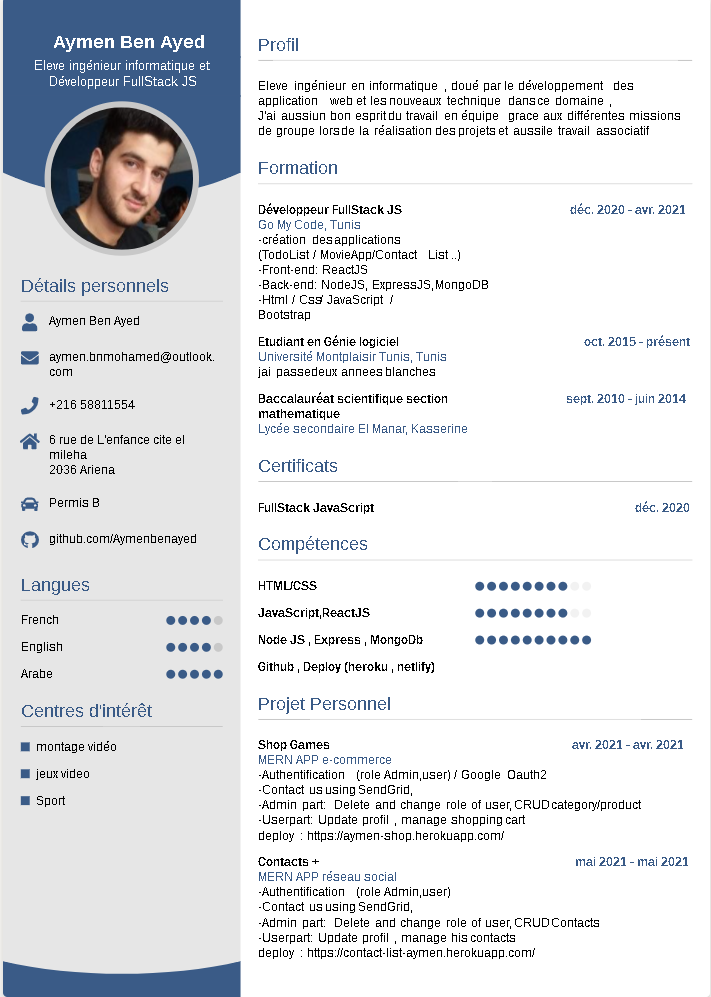 Aymen Ben Ayed
Eleve ingénieur informatique et
Développeur FullStack JS
Détails personnels
Aymen Ben Ayed
aymen.bnmohamed@outlook.
com
+216 58811554
6 rue de L'enfance cite el
mileha
2036 Ariena
Permis B
github.com/Aymenbenayed
Langues
French
English
Arabe
Centres d'intérêt
montage vidéo
jeux video
Sport
Profil
Eleve ingénieur en informatique , doué par le développement des
application web et les nouveaux technique dans ce domaine ,
J'ai aussi un bon esprit du travail en équipe grace aux différentes missions
de groupe lors de la réalisation des projets et aussi le travail associatif
Formation
Développeur FullStack JS déc. 2020 - avr. 2021
Go My Code, Tunis
-création des applications
(TodoList / MovieApp/Contact List ..)
-Front-end: ReactJS
-Back-end: NodeJS, ExpressJS,MongoDB
-Html / Css/ JavaScript /
Bootstrap
Etudiant en Génie logiciel oct. 2015 - présent
Université Montplaisir Tunis, Tunis
jai passe deux annees blanches
Baccalauréat scientifique section sept. 2010 - juin 2014
mathematique
Lycée secondaire El Manar, Kasserine
Certificats
FullStack JavaScript déc. 2020
Compétences
HTML/CSS
JavaScript,ReactJS
Node JS , Express , MongoDb
Github , Deploy (heroku , netlify)
Projet Personnel
Shop Games avr. 2021 - avr. 2021
MERN APP e-commerce
-Authentification (role Admin,user) / Google Oauth2
-Contact us using SendGrid,
-Admin part: Delete and change role of user, CRUD category/product
-User part: Update profil , manage shopping cart
deploy : https://aymen-shop.herokuapp.com/
Contacts + mai 2021 - mai 2021
MERN APP réseau social
-Authentification (role Admin,user)
-Contact us using SendGrid,
-Admin part: Delete and change role of user, CRUD Contacts
-User part: Update profil , manage his contacts
deploy : https://contact-list-aymen.herokuapp.com/